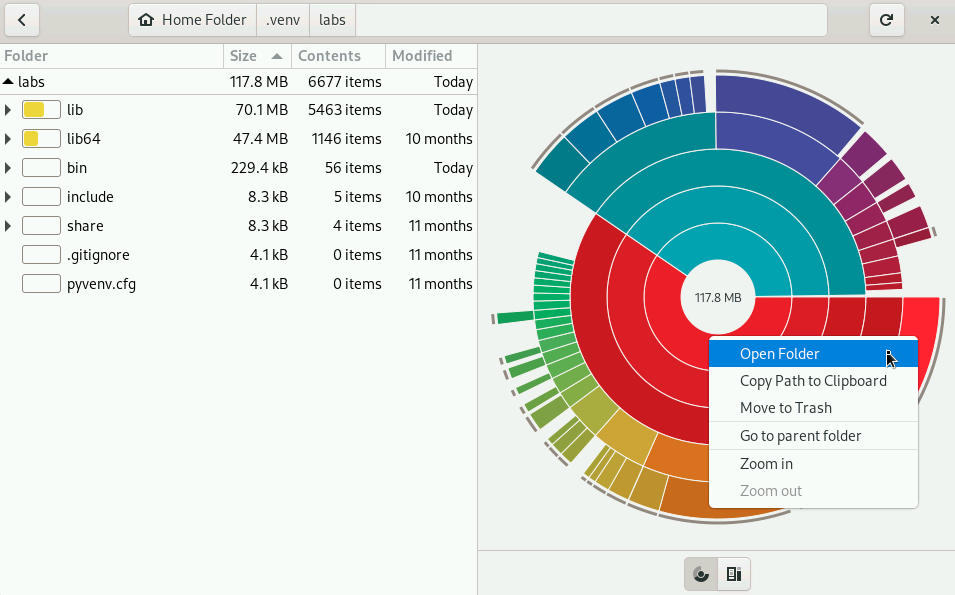 Home Folder .venv labs
Folder Size Contents Modified
labs 117.8 MB 6677 items Today
lib 70.1 MB 5463 items Today
lib64 47.4 MB 1146 items 10 months
bin 229.4 kB 56 items Today
include 8.3 kB 5 items 10 months
share 8.3 kB 4 items 11 months
.gitignore 4.1 kB 0 items 11 months
pyvenv.cfg 4.1 kB 0 items 11 months
117.8 MB
Open Folder
Copy Path to Clipboard
Move to Trash
Go to parent folder
Zoom in
Zoom out